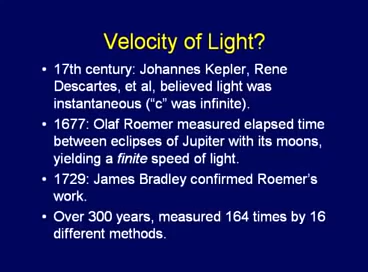 Velocity of Light?
• 17th century: Johannes Kepler, Rene
Descartes, et al, believed light was
instantaneous (“c” was infinite).
• 1677: Olaf Roemer measured elapsed time
between eclipses of Jupiter with its moons,
yielding a finite speed of light.
• 1729: James Bradley confirmed Roemer’s
work.
• Over 300 years, measured 164 times by 16
different methods.